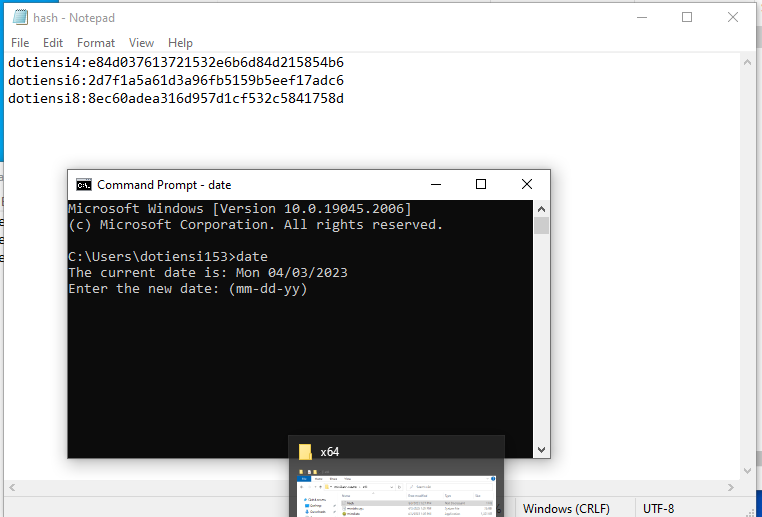 hash - Notepad
File Edit Format View Help
dotiensi4:e84d037613721532e6b6d84d215854b6
dotiensi6:2d7f1a5a61d3a96fb5159b5eef17adc6
dotiensi8:8ec60adea316d957d1cf532c5841758d
Command Prompt - date
Microsoft Windows [Version 10.0.19045.2006]
(c) Microsoft Corporation. All rights reserved.
C:\Users\dotiensi153>date
The current date is: Mon 04/03/2023
Enter the new date: (mm-dd-yy)
x64
Windows (CRLF) UTF-8